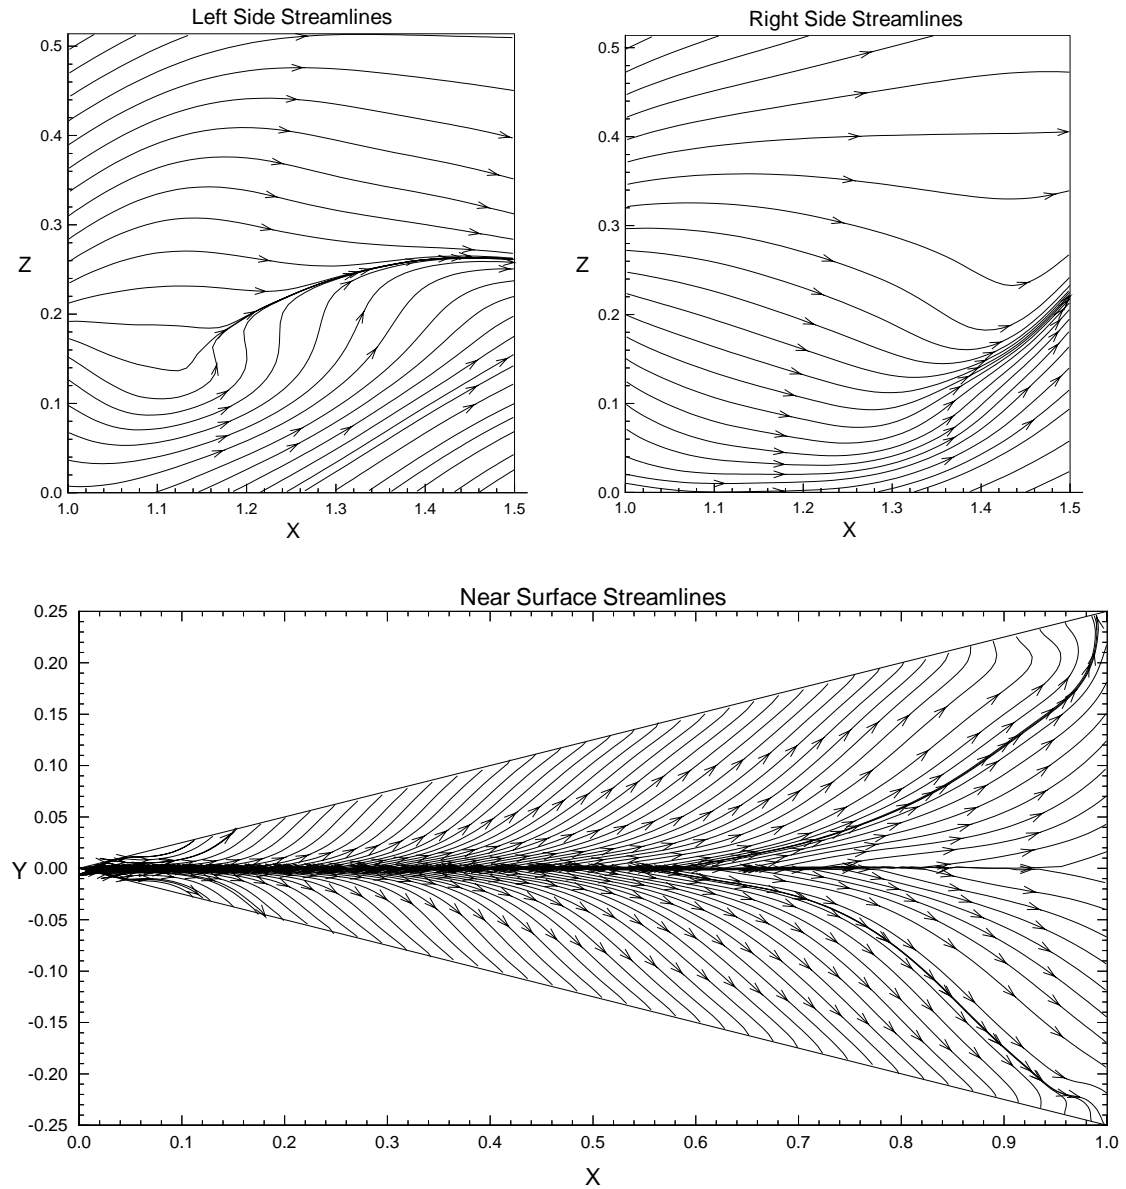 Left Side Streamlines
0.5
0.4
0.3
Z
0.2
0.1
0.0
1.0 1.1 1.2 1.3 1.4 1.5
X
Right Side Streamlines
0.5
0.4
0.3
Z
0.2
0.1
0.0
1.0 1.1 1.2 1.3 1.4 1.5
X
Near Surface Streamlines
0.25
0.20
0.15
0.10
0.05
Y 0.00
-0.05
-0.10
-0.15
-0.20
-0.25
0.0 0.1 0.2 0.3 0.4 0.5 0.6 0.7 0.8 0.9 1.0
X